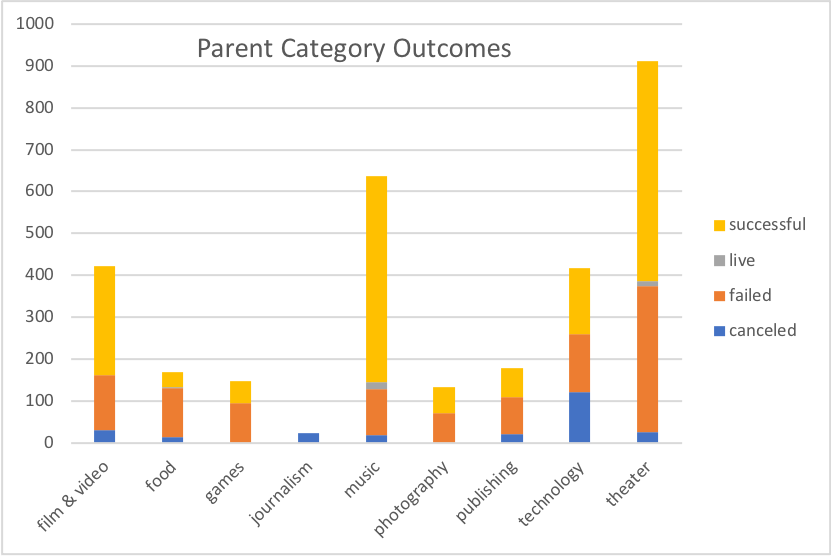 Parent Category Outcomes
1000
900
800
700
600
500
400
300
200
100
0
film & video
food
games
journalism
music
photography
publishing
technology
theater
successful
live
failed
canceled